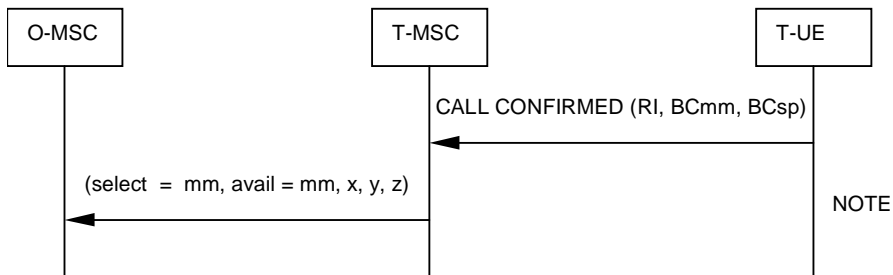 O-MSC
T-MSC
T-UE
CALL CONFIRMED (RI, BCmm, BCsp)
(select = mm, avail = mm, x, y, z)
NOTE